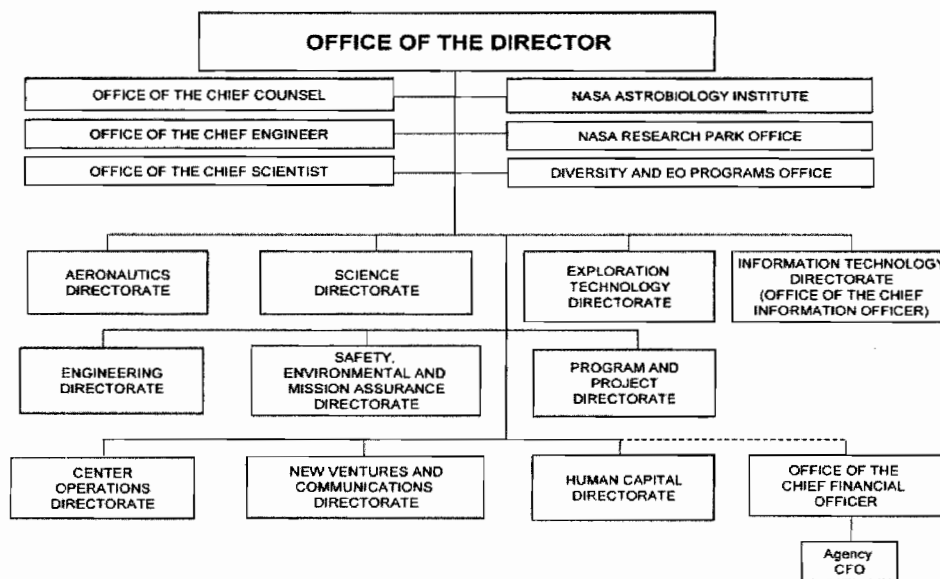 OFFICE OF THE DIRECTOR
OFFICE OF THE CHIEF COUNSEL
NASA ASTROBIOLOGY INSTITUTE
OFFICE OF THE CHIEF ENGINEER
NASA RESEARCH PARK OFFICE
OFFICE OF THE CHIEF SCIENTIST
DIVERSITY AND EO PROGRAMS OFFICE
AERONAUTICS
DIRECTORATE
SCIENCE
DIRECTORATE
EXPLORATION
TECHNOLOGY
DIRECTORATE
INFORMATION TECHNOLOGY
DIRECTORATE
(OFFICE OF THE CHIEF
INFORMATION OFFICER)
ENGINEERING
DIRECTORATE
SAFETY,
ENVIRONMENTAL AND
MISSION ASSURANCE
DIRECTORATE
PROGRAM AND
PROJECT
DIRECTORATE
CENTER
OPERATIONS
DIRECTORATE
NEW VENTURES AND
COMMUNICATIONS
DIRECTORATE
HUMAN CAPITAL
DIRECTORATE
OFFICE OF THE
CHIEF FINANCIAL
OFFICER
Agency
CFO